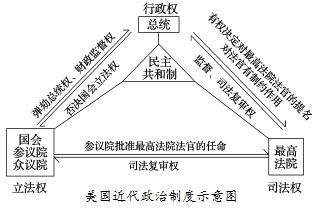 行政权
总统
弹劾总统权、财政监督权
否决国会立法权
民主
共和制
有权决定对最高法院法官的提名
对法官有制约作用
监督、司法复审权
国会
参议院
众议院
参议院批准最高法院法官的任命
司法复审权
最高
法院
立法权
司法权
美国近代政治制度示意图